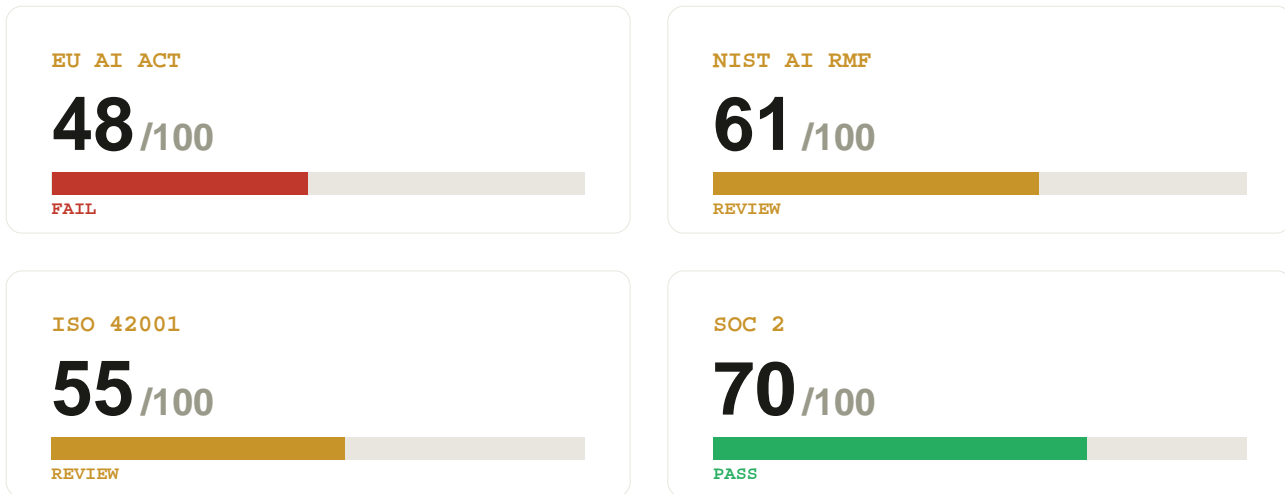 EU AI ACT
48/100
FAIL
NIST AI RMF
61/100
REVIEW
ISO 42001
55/100
REVIEW
SOC 2
70/100
PASS